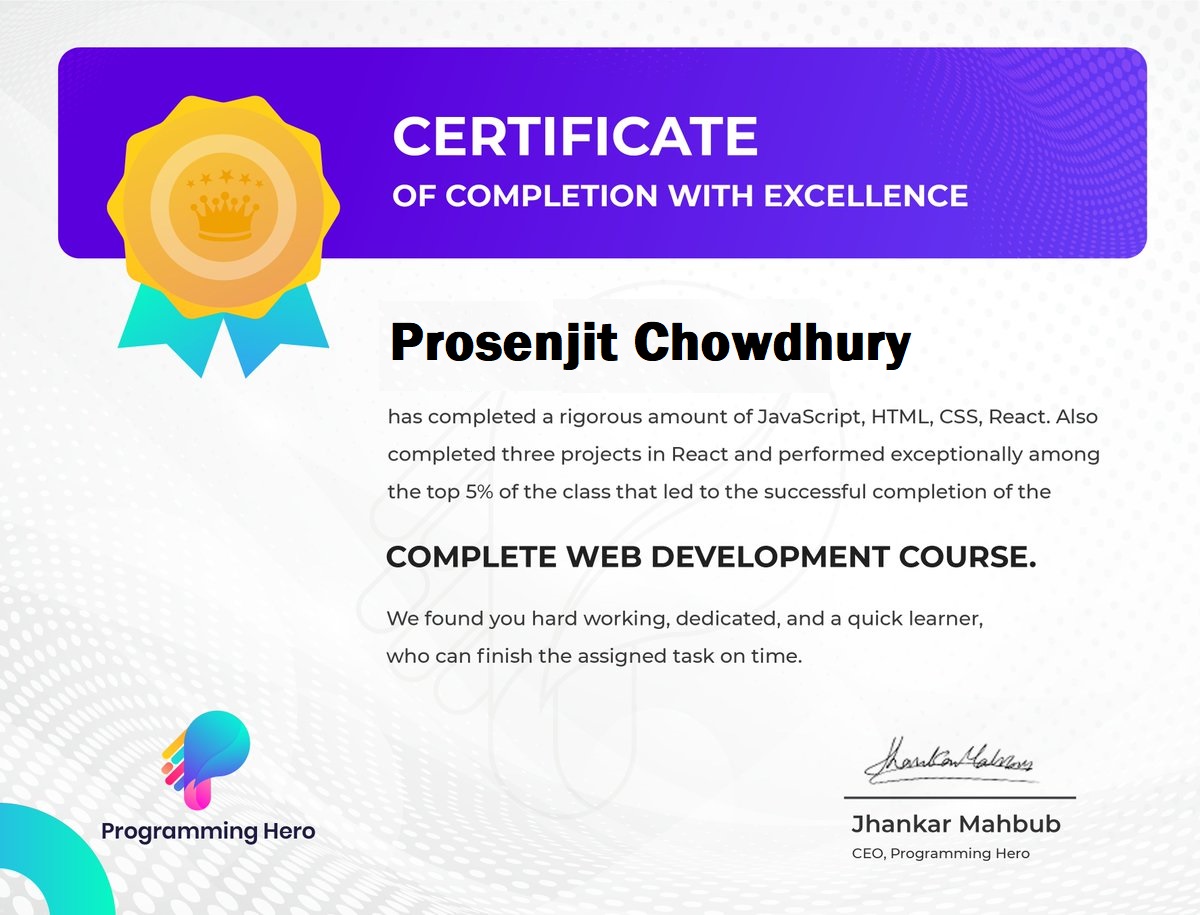 CERTIFICATE
OF COMPLETION WITH EXCELLENCE
Prosenjit Chowdhury
has completed a rigorous amount of JavaScript, HTML, CSS, React. Also
completed three projects in React and performed exceptionally among
the top 5% of the class that led to the successful completion of the
COMPLETE WEB DEVELOPMENT COURSE.
We found you hard working, dedicated, and a quick learner,
who can finish the assigned task on time.
Programming Hero
Jhankar Mahbub
Jhankar Mahbub
CEO, Programming Hero